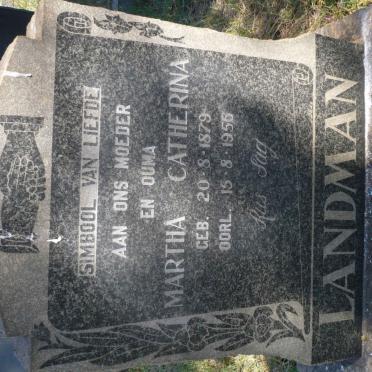 SIMBOOL VAN LIEFDE
AAN ONS MOEDER
EN OUMA
MARTHA CATHERINA
GEB. 20-8-1879
OORL. 15-8-1956
Rus Sag
LANDMAN